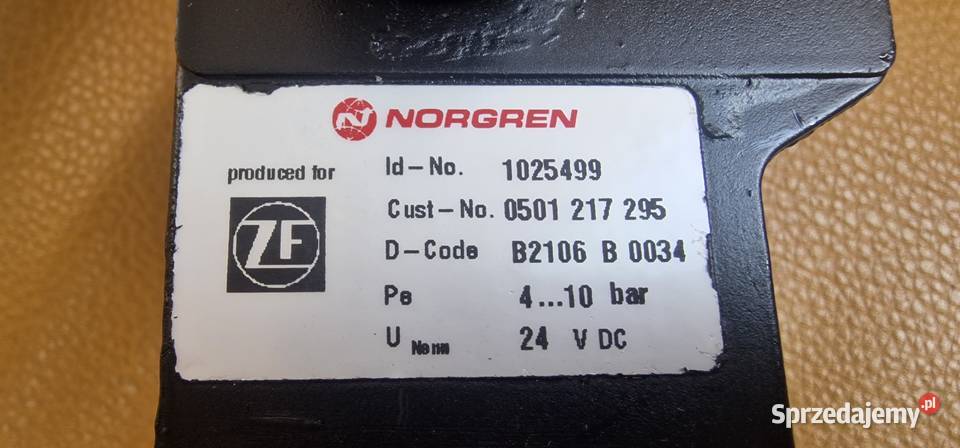 NORGREN
produced for
ZF
Id-No. 1025499
Cust-No. 0501 217 295
D-Code B2106 B 0034
Pe 4...10 bar
U Nenn 24 V DC
Sprzedajemy.pl